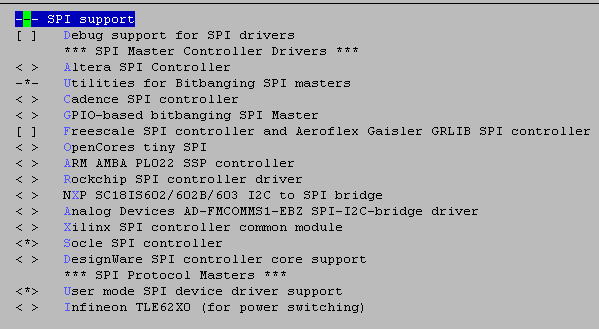 --- SPI support
[ ] Debug support for SPI drivers
*** SPI Master Controller Drivers ***
< > Altera SPI Controller
-*- Utilities for Bitbanging SPI masters
< > Cadence SPI controller
< > GPIO-based bitbanging SPI Master
[ ] Freescale SPI controller and Aeroflex Gaisler GRLIB SPI controller
< > OpenCores tiny SPI
< > ARM AMBA PL022 SSP controller
< > Rockchip SPI controller driver
< > NXP SC18IS602/602B/603 I2C to SPI bridge
< > Analog Devices AD-FMCOMMS1-EBZ SPI-I2C-bridge driver
< > Xilinx SPI controller common module
<*> Socle SPI controller
< > DesignWare SPI controller core support
*** SPI Protocol Masters ***
<*> User mode SPI device driver support
< > Infineon TLE62X0 (for power switching)